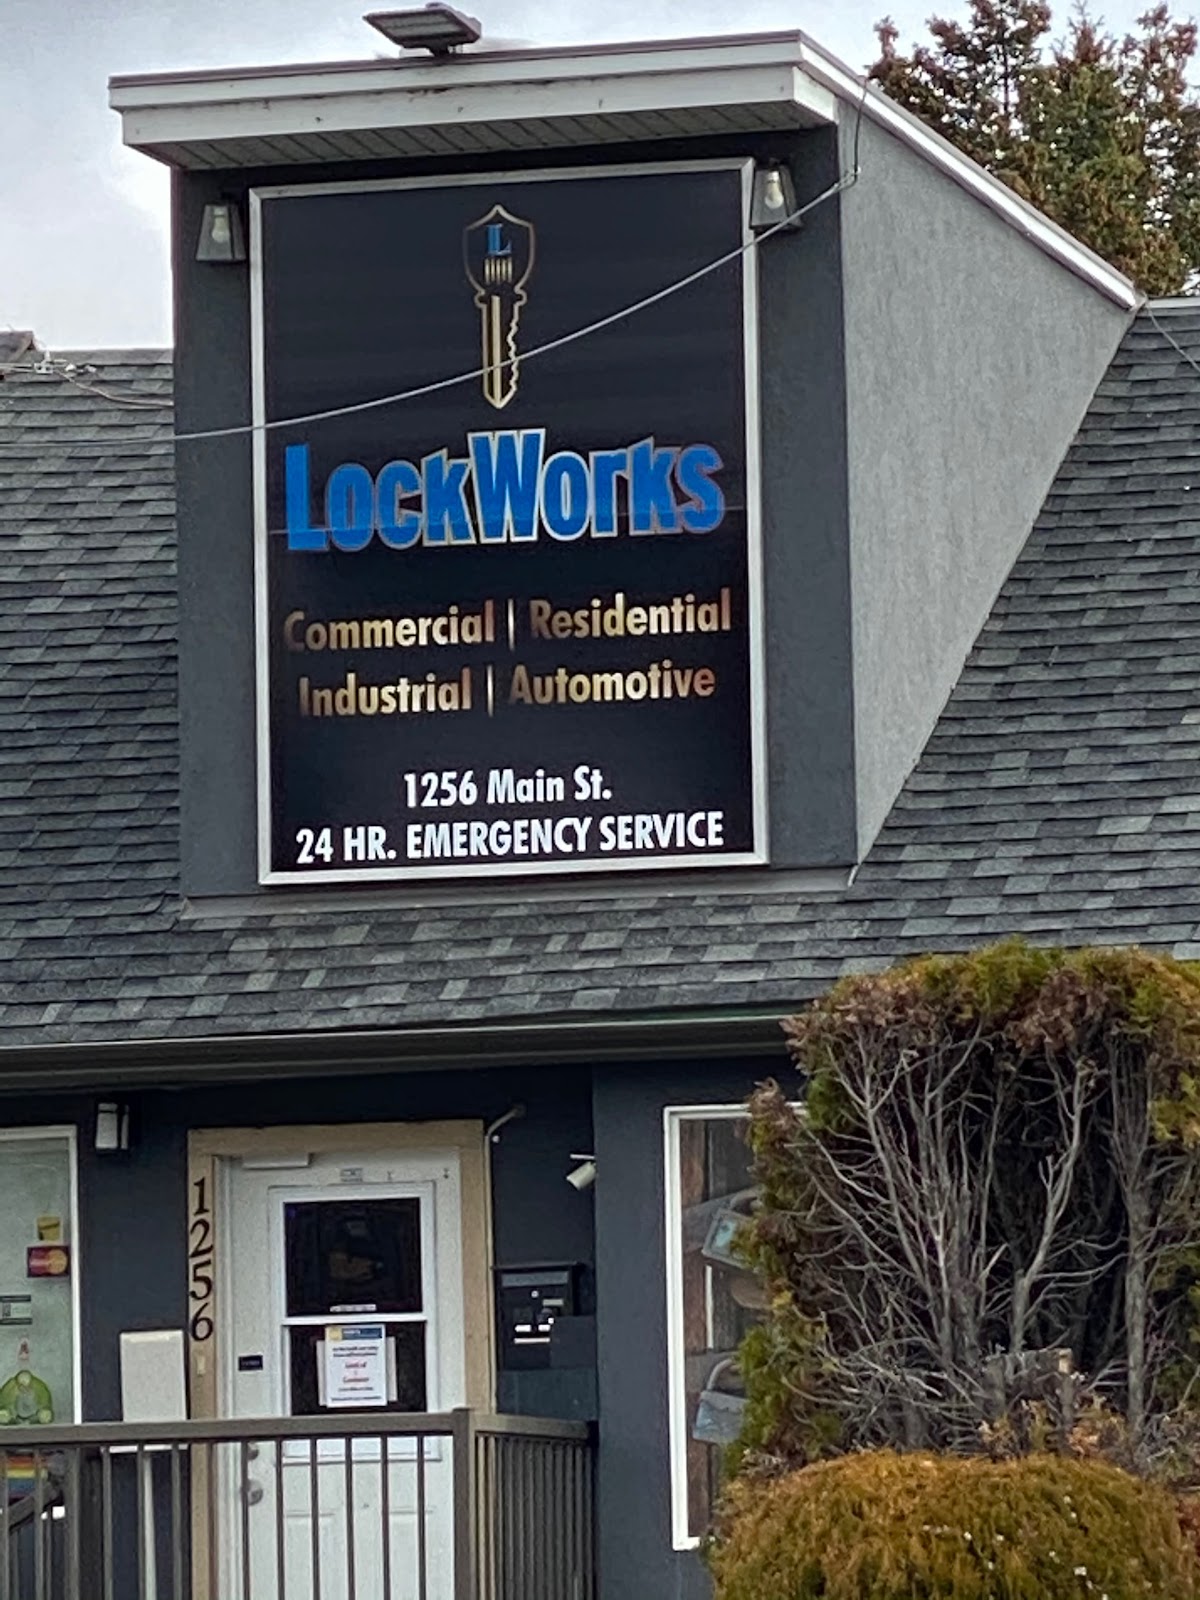 L
LockWorks
Commercial | Residential
Industrial | Automotive
1256 Main St.
24 HR. EMERGENCY SERVICE
1256